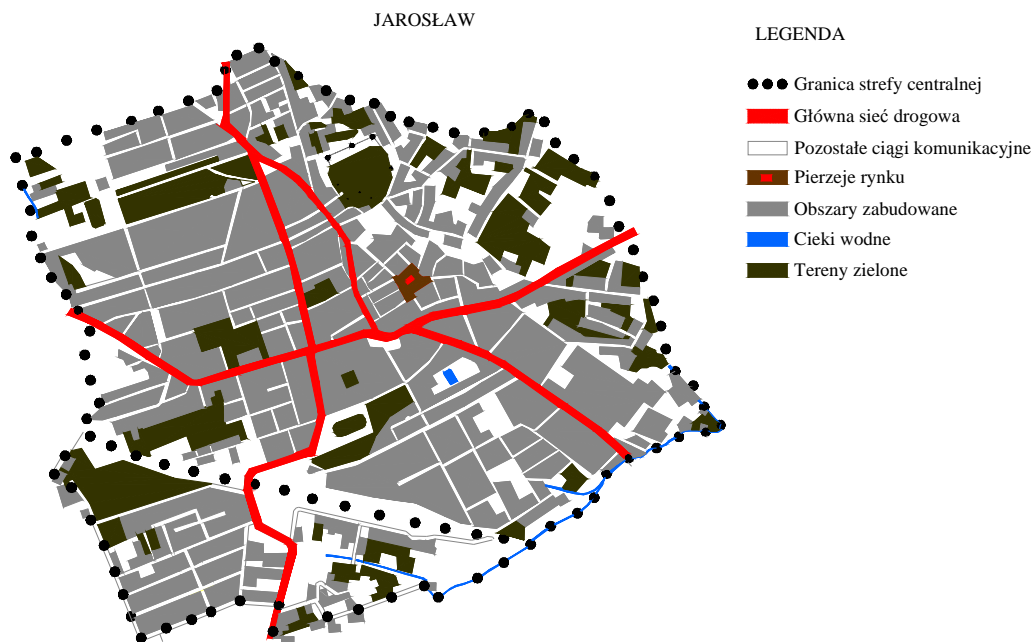 JAROSŁAW
LEGENDA
Granica strefy centralnej
Główna sieć drogowa
Pozostałe ciągi komunikacyjne
Pierzeje rynku
Obszary zabudowane
Cieki wodne
Tereny zielone